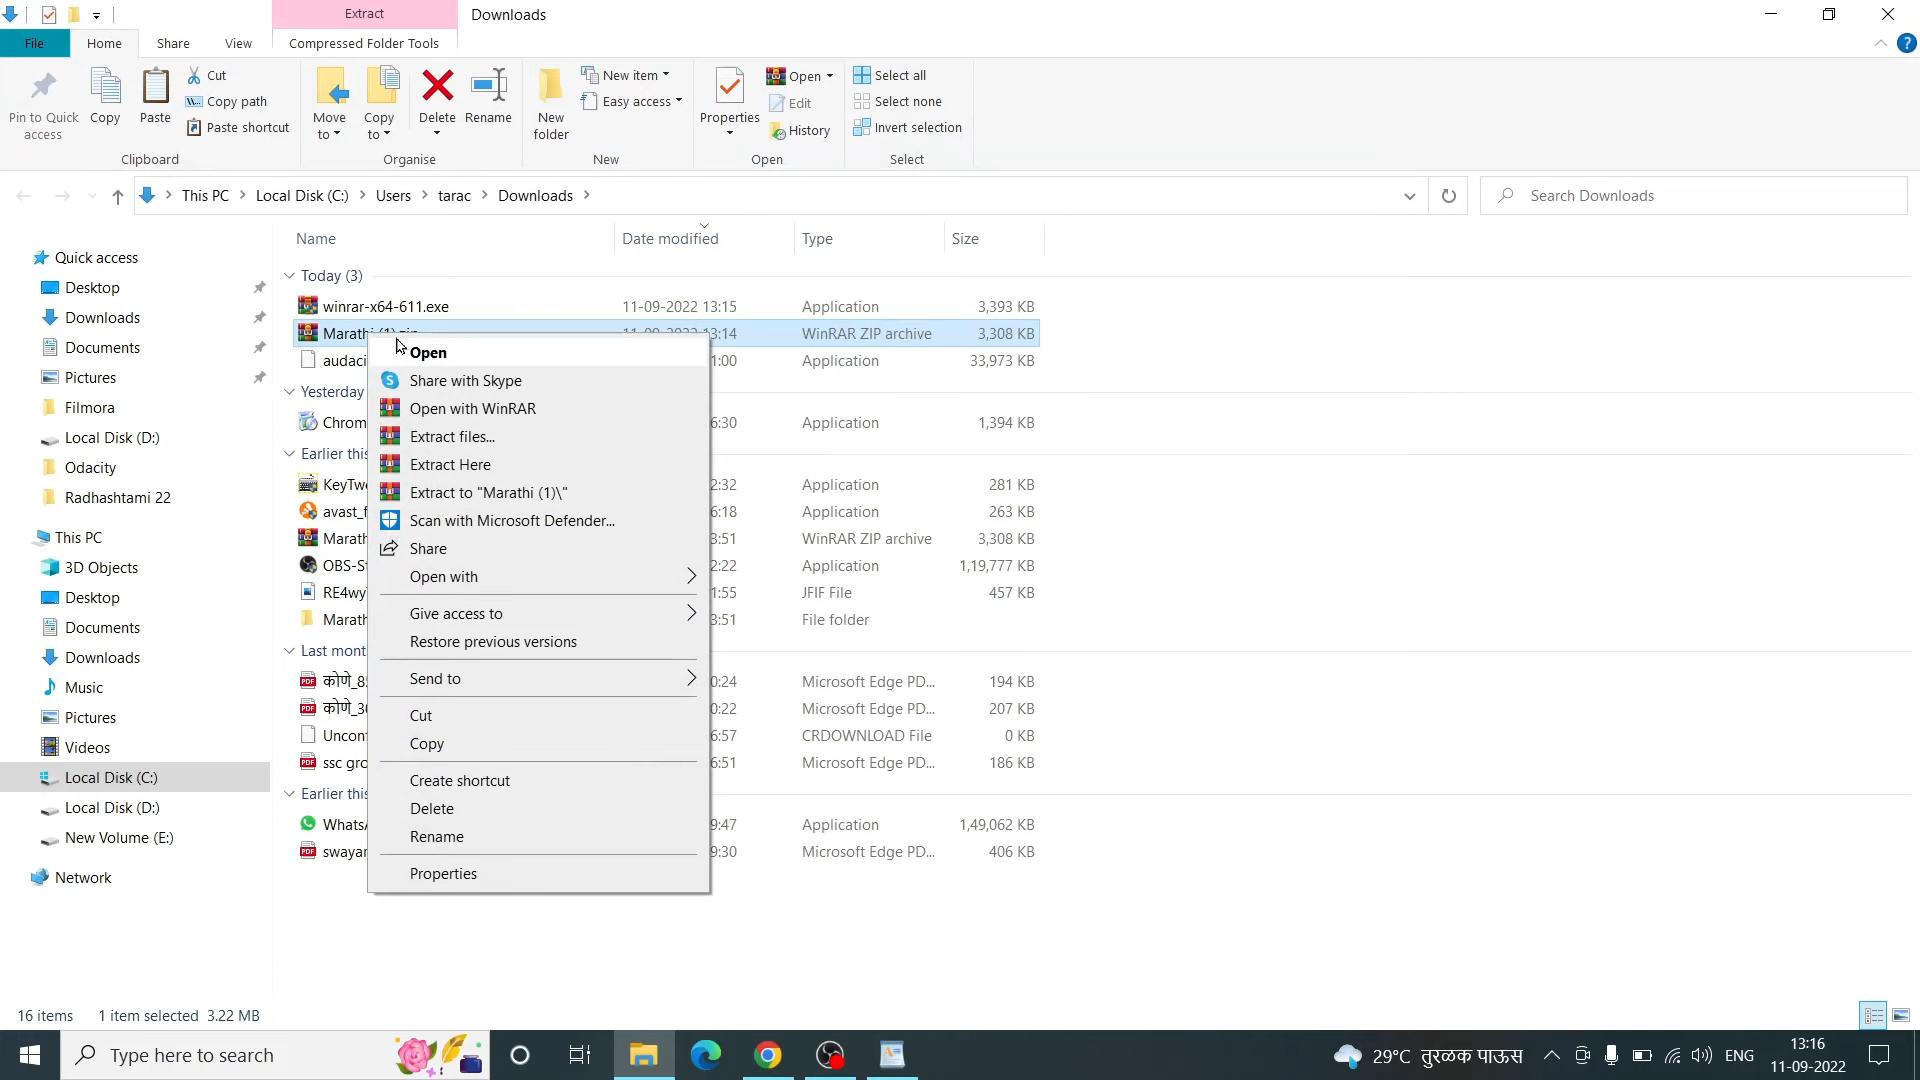 Extract
Downloads
File
Home
Share
View
Compressed Folder Tools
Pin to Quick access
Copy
Paste
Cut
Copy path
Paste shortcut
Move to
Copy to
Delete
Rename
New folder
New item
Easy access
Properties
Open
Edit
History
Select all
Select none
Invert selection
Clipboard
Organise
New
Open
Select
This PC
Local Disk (C:)
Users
tarac
Downloads
Search Downloads
Name
Date modified
Type
Size
Quick access
Desktop
Downloads
Documents
Pictures
Filmora
Local Disk (D:)
Odacity
Radhashtami 22
This PC
3D Objects
Desktop
Documents
Downloads
Music
Pictures
Videos
Local Disk (C:)
Local Disk (D:)
New Volume (E:)
Network
Today (3)
winrar-x64-611.exe 11-09-2022 13:15 Application 3,393 KB
Marathi (1).zip 11-09-2022 13:14 WinRAR ZIP archive 3,308 KB
audaci 1:00 Application 33,973 KB
Yesterday
Chrom 6:30 Application 1,394 KB
Earlier this
KeyTwe 2:32 Application 281 KB
avast_f 6:18 Application 263 KB
Marath 3:51 WinRAR ZIP archive 3,308 KB
OBS-St 2:22 Application 1,19,777 KB
RE4wy 1:55 JFIF File 457 KB
Marath 3:51 File folder
Last mont
कोणे_8 0:24 Microsoft Edge PD... 194 KB
कोणे_3 0:22 Microsoft Edge PD... 207 KB
Uncon 6:57 CRDOWNLOAD File 0 KB
ssc gro 6:51 Microsoft Edge PD... 186 KB
Earlier this
Whats 9:47 Application 1,49,062 KB
swayar 9:30 Microsoft Edge PD... 406 KB
Open
Share with Skype
Open with WinRAR
Extract files...
Extract Here
Extract to "Marathi (1)\"
Scan with Microsoft Defender...
Share
Open with
Give access to
Restore previous versions
Send to
Cut
Copy
Create shortcut
Delete
Rename
Properties
16 items 1 item selected 3.22 MB
Type here to search
29°C तुरळक पाऊस
ENG
13:16
11-09-2022